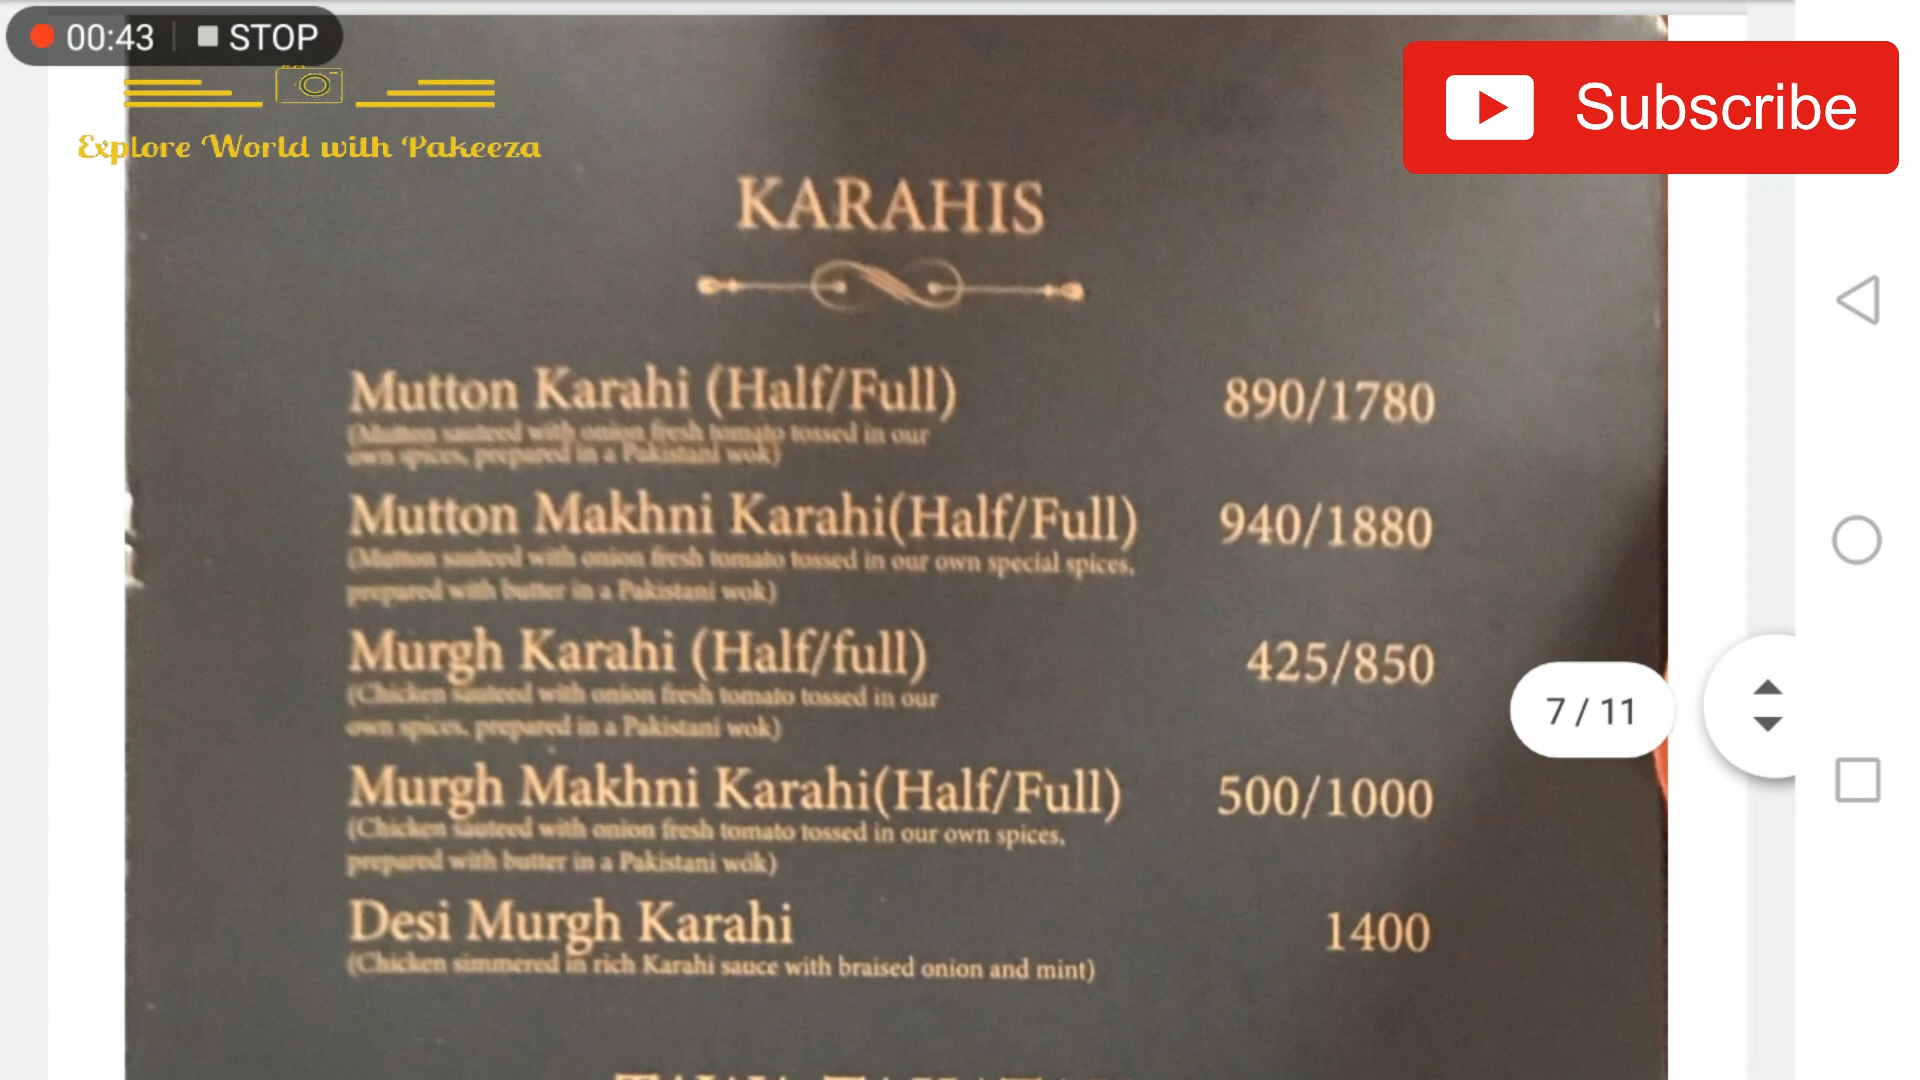 00:43 STOP
Explore World with Pakeeza
Subscribe
KARAHIS
Mutton Karahi (Half/Full) 890/1780
(Mutton sauteed with onion fresh tomato tossed in our
own spices, prepared in a Pakistani wok)
Mutton Makhni Karahi(Half/Full) 940/1880
(Mutton sauteed with onion fresh tomato tossed in our own special spices,
prepared with butter in a Pakistani wok)
Murgh Karahi (Half/full) 425/850
(Chicken sauteed with onion fresh tomato tossed in our
own spices, prepared in a Pakistani wok)
7 / 11
Murgh Makhni Karahi(Half/Full) 500/1000
(Chicken sauteed with onion fresh tomato tossed in our own spices,
prepared with butter in a Pakistani wok)
Desi Murgh Karahi 1400
(Chicken simmered in rich Karahi sauce with braised onion and mint)